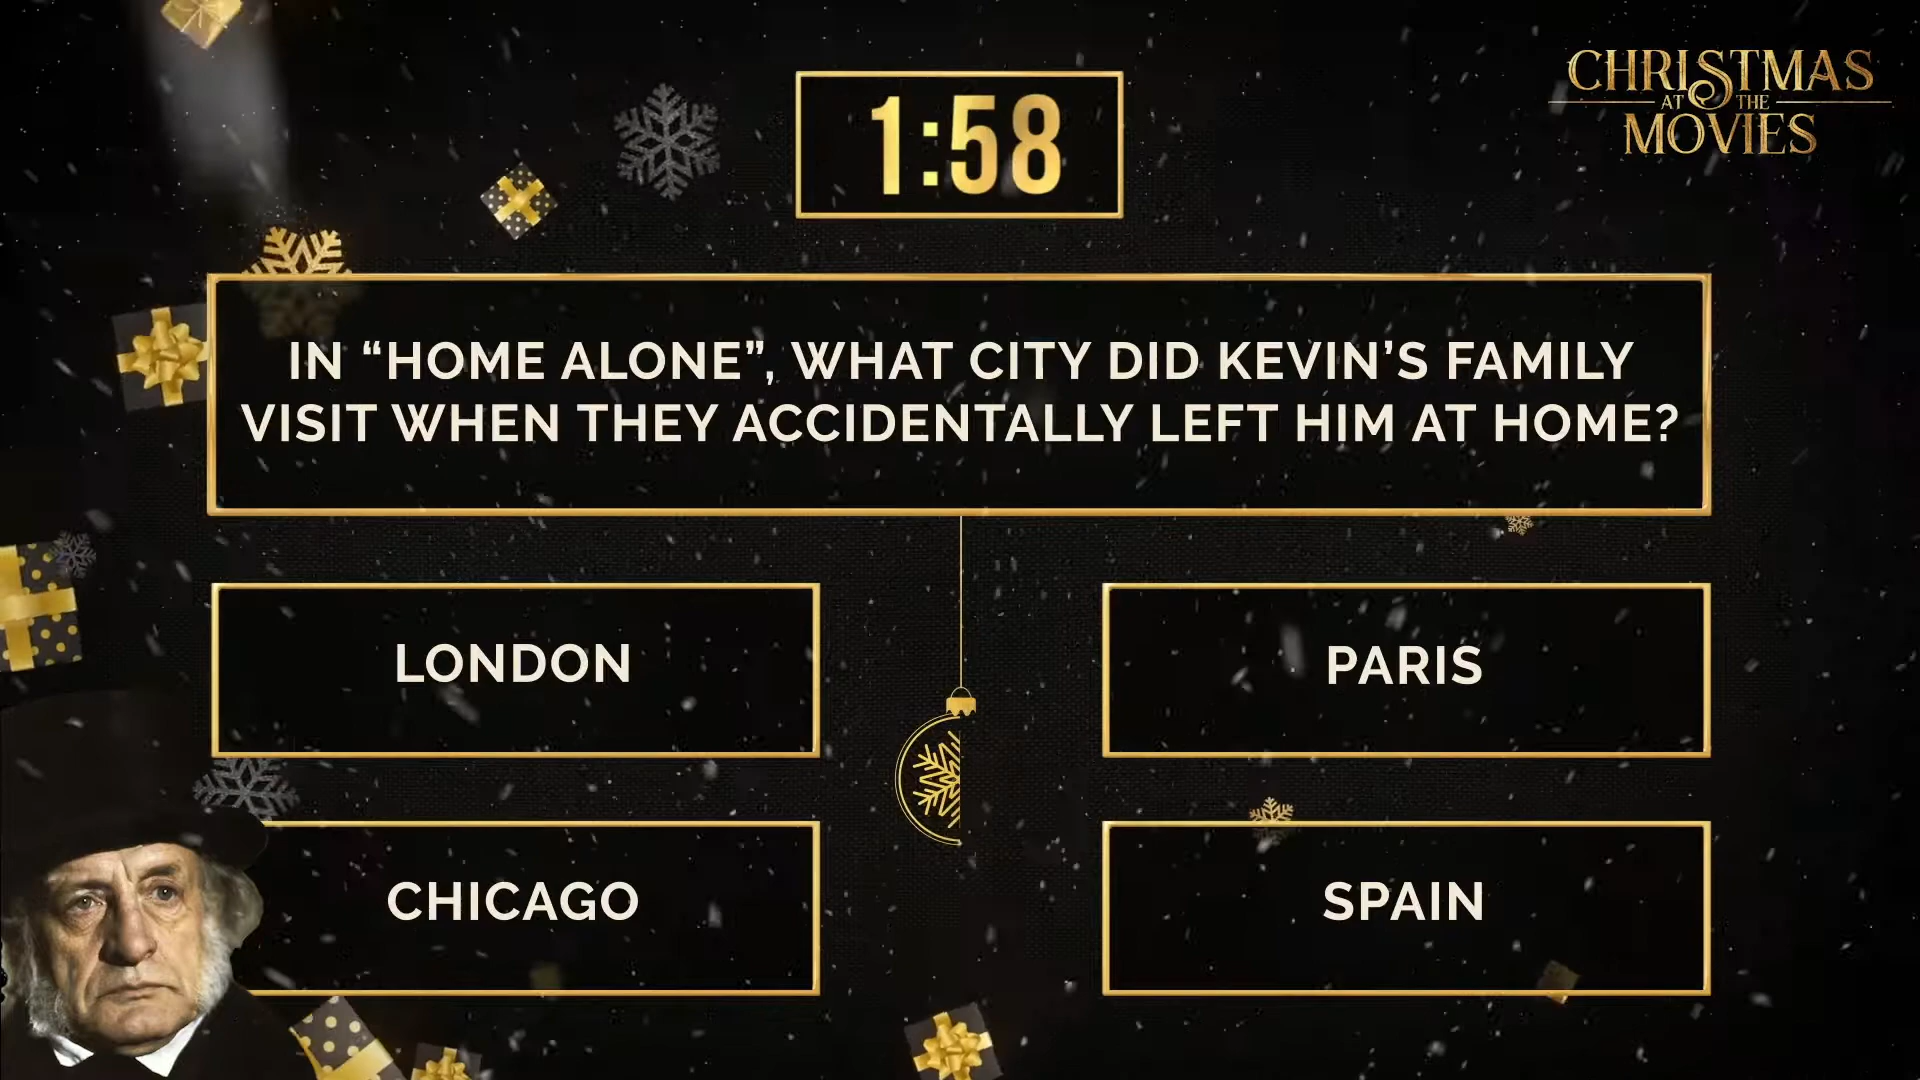 CHRISTMAS
AT THE
MOVIES
1:58
IN “HOME ALONE”, WHAT CITY DID KEVIN’S FAMILY
VISIT WHEN THEY ACCIDENTALLY LEFT HIM AT HOME?
LONDON
PARIS
CHICAGO
SPAIN